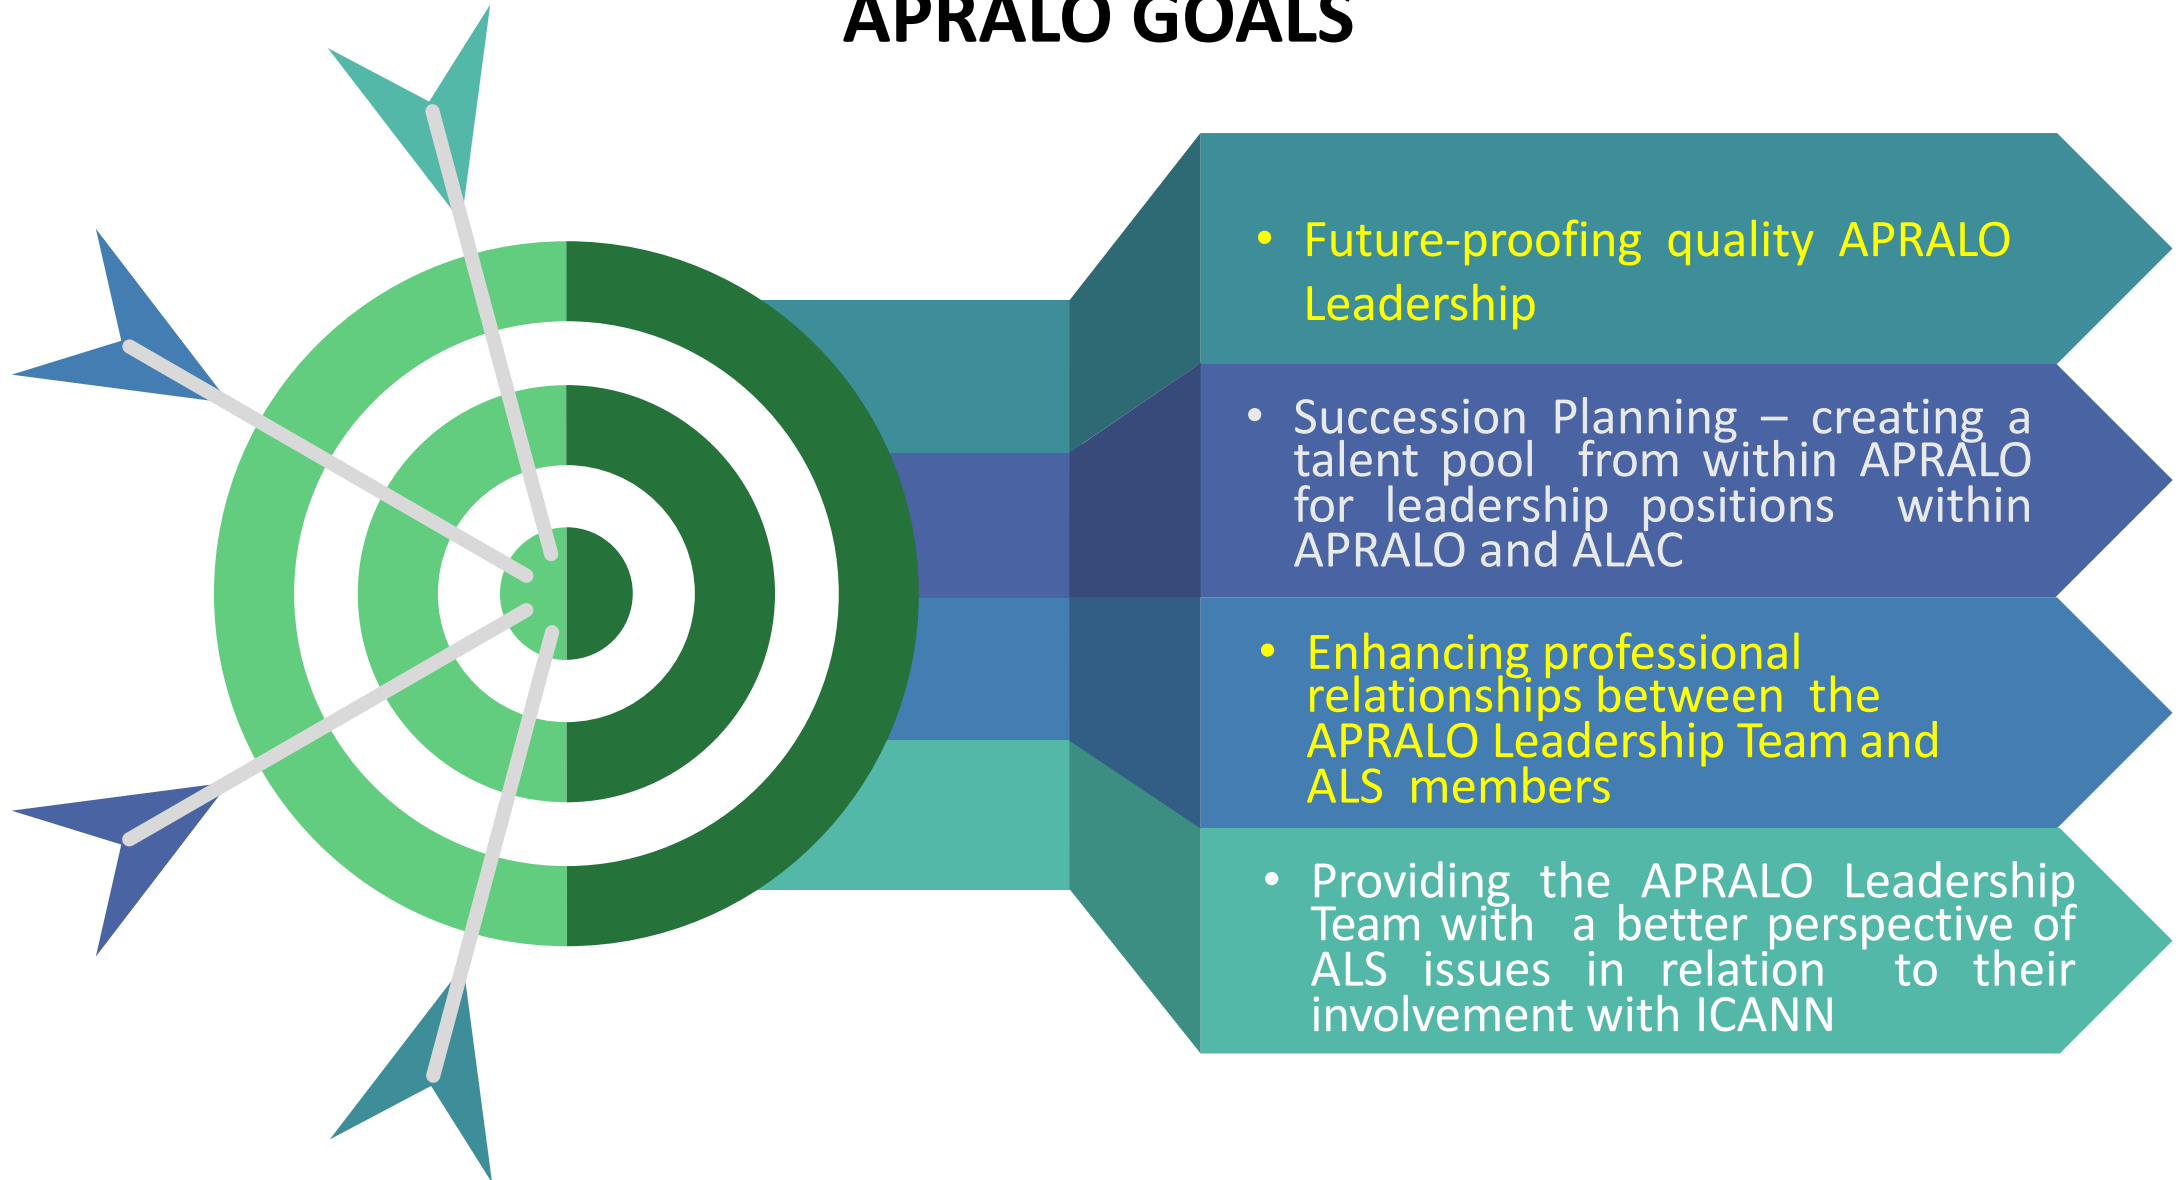 APRALO GOALS
• Future-proofing quality APRALO
Leadership
• Succession Planning – creating a
talent pool from within APRALO
for leadership positions within
APRALO and ALAC
• Enhancing professional
relationships between the
APRALO Leadership Team and
ALS members
• Providing the APRALO Leadership
Team with a better perspective of
ALS issues in relation to their
involvement with ICANN